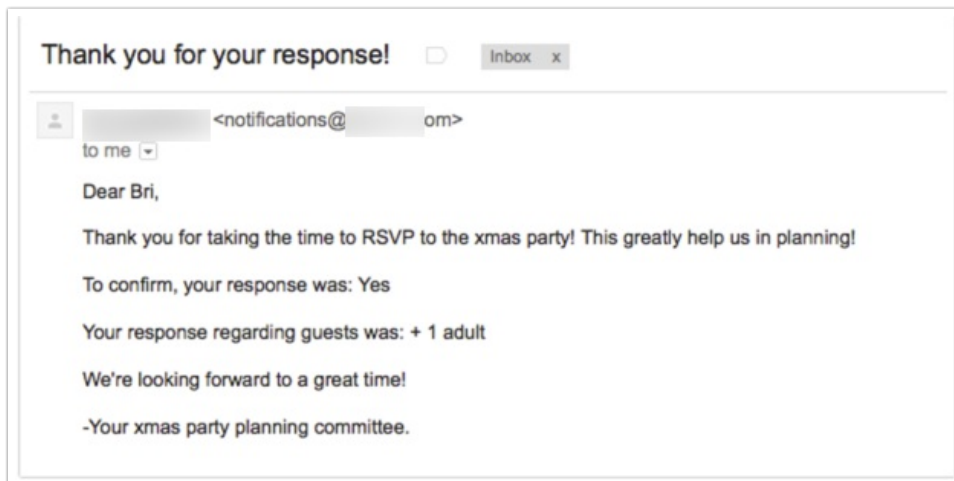 Thank you for your response!
Inbox x
<notifications@ om>
to me
Dear Bri,
Thank you for taking the time to RSVP to the xmas party! This greatly help us in planning!
To confirm, your response was: Yes
Your response regarding guests was: + 1 adult
We're looking forward to a great time!
-Your xmas party planning committee.